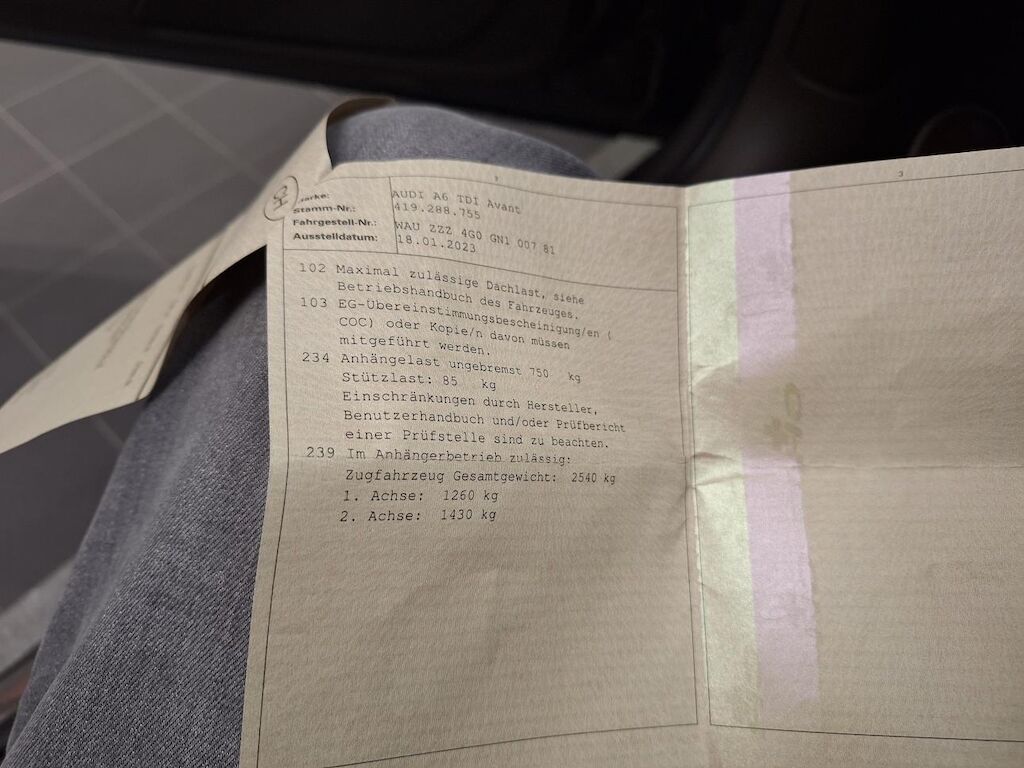 Marke: AUDI A6 TDI Avant
Stamm-Nr.: 419.288.755
Fahrgestell-Nr.: WAU ZZZ 4G0 GN1 007 81
Ausstelldatum: 18.01.2023
102 Maximal zulässige Dachlast, siehe
Betriebshandbuch des Fahrzeuges.
103 EG-Übereinstimmungsbescheinigung/en (
COC) oder Kopie/n davon müssen
mitgeführt werden.
234 Anhängelast ungebremst 750 kg
Stützlast: 85 kg
Einschränkungen durch Hersteller,
Benutzerhandbuch und/oder Prüfbericht
einer Prüfstelle sind zu beachten.
239 Im Anhängerbetrieb zulässig:
Zugfahrzeug Gesamtgewicht: 2540 kg
1. Achse: 1260 kg
2. Achse: 1430 kg
3